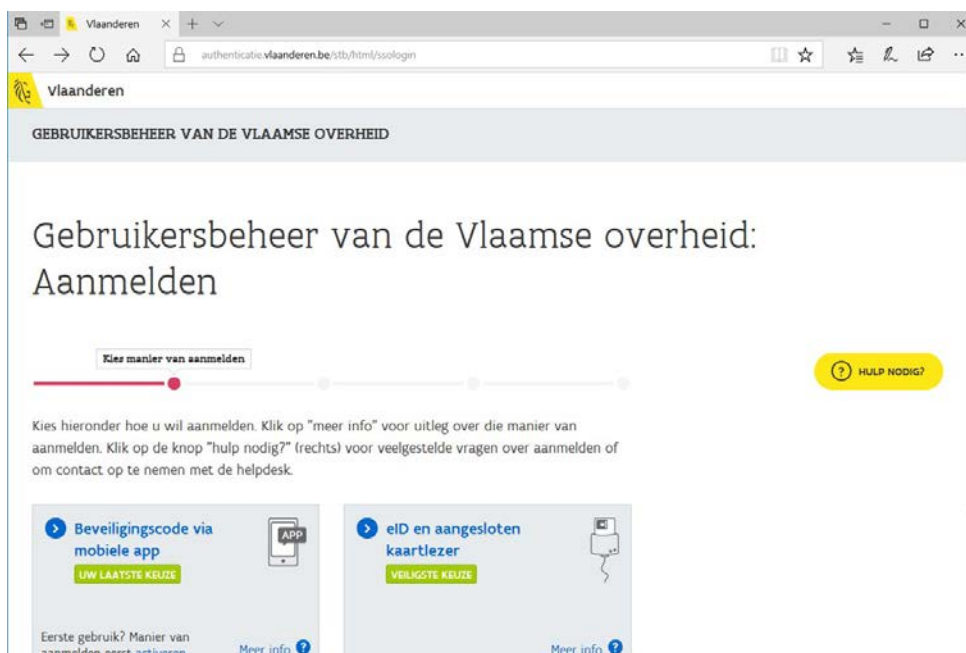 Vlaanderen
authenticatie.vlaanderen.be/stb/html/ssologin
Vlaanderen
GEBRUIKERSBEHEER VAN DE VLAAMSE OVERHEID
Gebruikersbeheer van de Vlaamse overheid:
Aanmelden
Kies manier van aanmelden
HULP NODIG?
Kies hieronder hoe u wil aanmelden. Klik op "meer info" voor uitleg over die manier van
aanmelden. Klik op de knop "hulp nodig?" (rechts) voor veelgestelde vragen over aanmelden of
om contact op te nemen met de helpdesk.
Beveiligingscode via
mobiele app
APP
UW LAATSTE KEUZE
Eerste gebruik? Manier van
aanmelden eerst activeren
Meer info
eID en aangesloten
kaartlezer
VEILIGSTE KEUZE
Meer info